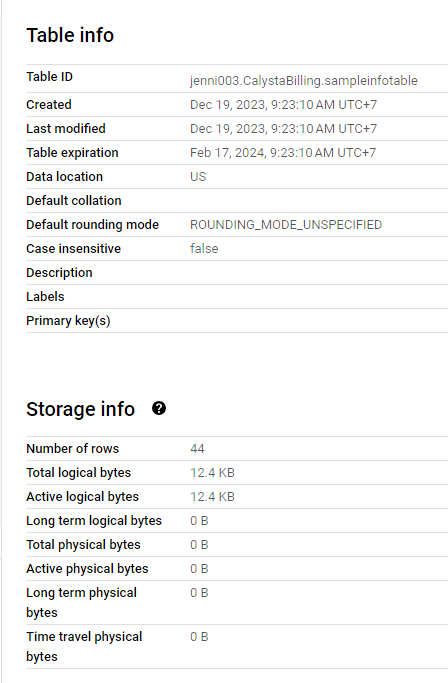 Table info
Table ID jenni003.CalystaBilling.sampleinfotable
Created Dec 19, 2023, 9:23:10 AM UTC+7
Last modified Dec 19, 2023, 9:23:10 AM UTC+7
Table expiration Feb 17, 2024, 9:23:10 AM UTC+7
Data location US
Default collation
Default rounding mode ROUNDING_MODE_UNSPECIFIED
Case insensitive false
Description
Labels
Primary key(s)
Storage info ?
Number of rows 44
Total logical bytes 12.4 KB
Active logical bytes 12.4 KB
Long term logical bytes 0 B
Total physical bytes 0 B
Active physical bytes 0 B
Long term physical 0 B
bytes
Time travel physical 0 B
bytes